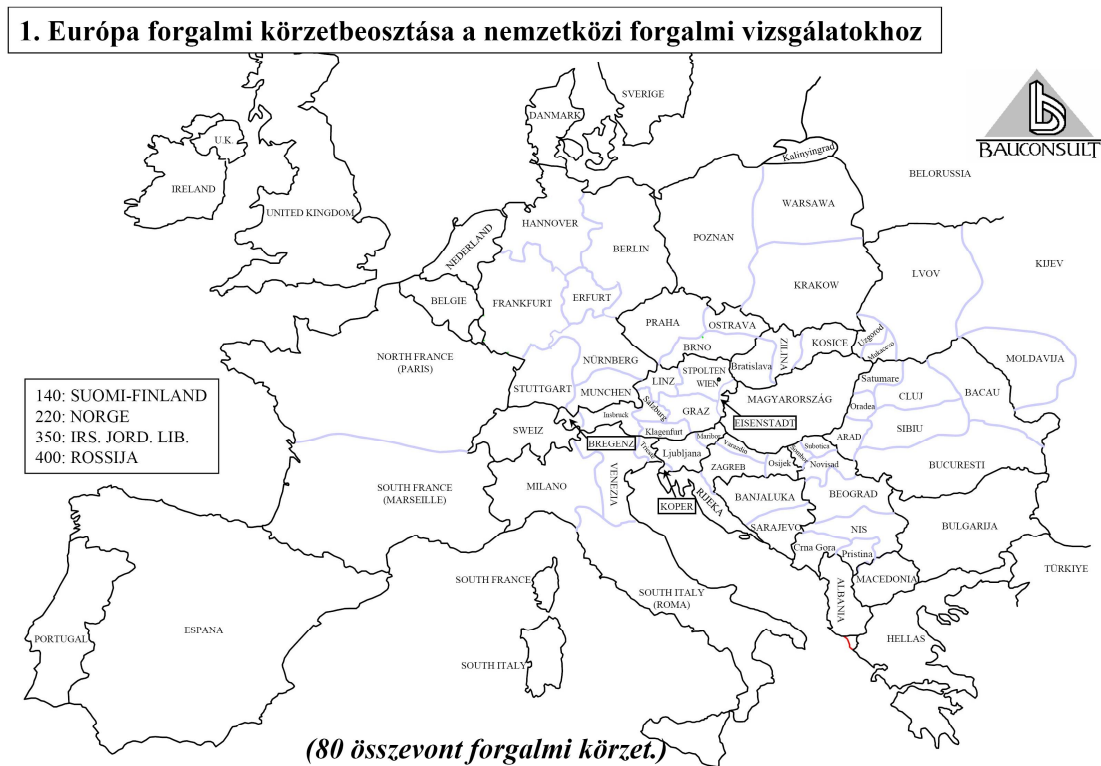 1. Európa forgalmi körzetbeosztása a nemzetközi forgalmi vizsgálatokhoz
BAUCONSULT
SVERIGE
DANMARK
U.K.
IRELAND
UNITED KINGDOM
Kalinyingrad
BELORUSSIA
WARSAWA
HANNOVER
NEDERLAND
BERLIN
POZNAN
KIJEV
LVOV
KRAKOW
BELGIE
FRANKFURT
ERFURT
PRAHA
OSTRAVA
BRNO
ZILINA
KOSICE
Uzgorod
Mukacevo
NORTH FRANCE
(PARIS)
NÜRNBERG
MOLDAVIJA
STUTTGART
MUNCHEN
LINZ
STPOLTEN
WIEN
Bratislava
MAGYARORSZÁG
Satumare
CLUJ
BACAU
140: SUOMI-FINLAND
220: NORGE
350: IRS. JORD. LIB.
400: ROSSIJA
Salzburg
Insbruck
GRAZ
Oradea
EISENSTADT
SWEIZ
Klagenfurt
SIBIU
BREGENZ
Maribor
Varazdin
ARAD
Subotica
Sombor
Ljubljana
Trieste
ZAGREB
Osijek
Novisad
BUCURESTI
SOUTH FRANCE
(MARSEILLE)
MILANO
VENEZIA
KOPER
RIJEKA
BANJALUKA
BEOGRAD
SARAJEVO
NIS
BULGARIJA
Crna Gora
Pristina
TÜRKIYE
SOUTH FRANCE
MACEDONIA
ALBANIA
SOUTH ITALY
(ROMA)
PORTUGAL
ESPANA
HELLAS
SOUTH ITALY
(80 összevont forgalmi körzet.)